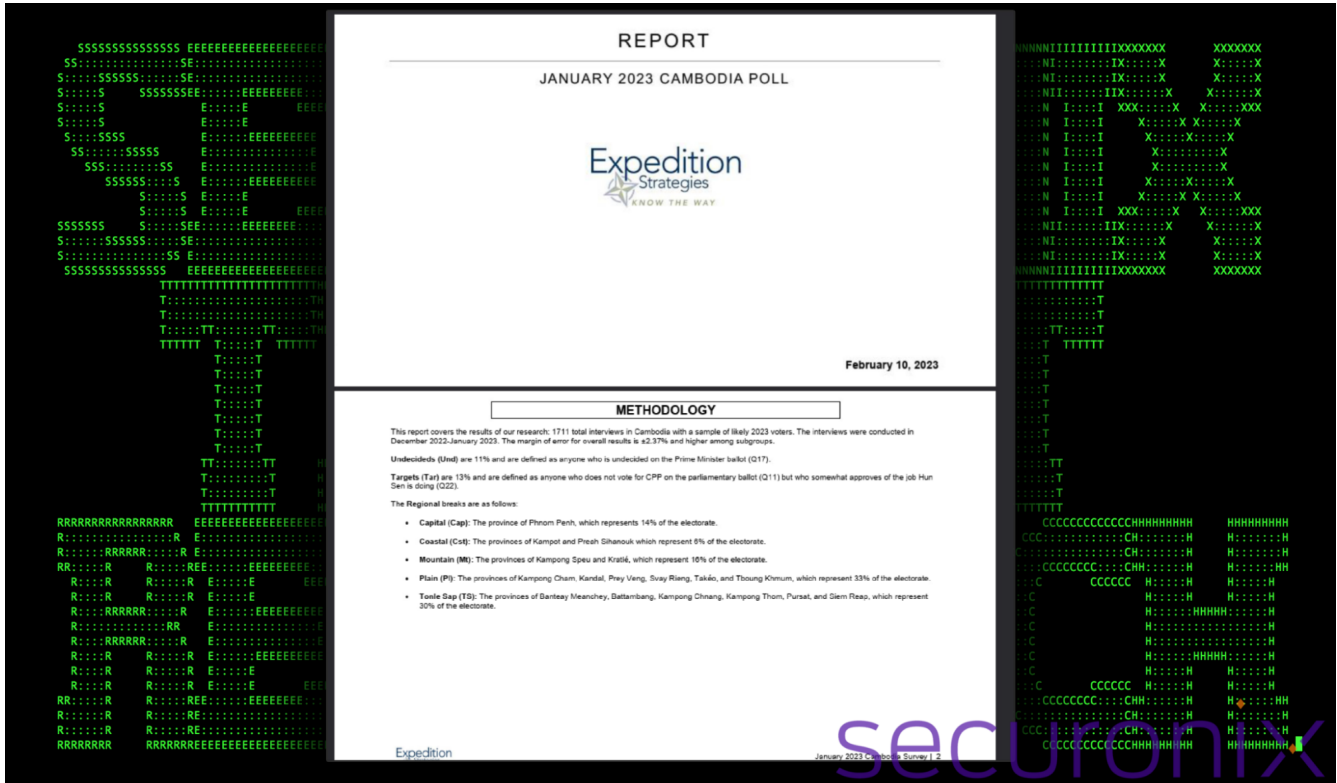 REPORT
JANUARY 2023 CAMBODIA POLL
Expedition
Strategies
KNOW THE WAY
February 10, 2023
METHODOLOGY
This report covers the results of our research: 1711 total interviews in Cambodia with a sample of likely 2023 voters. The interviews were conducted in
December 2022-January 2023. The margin of error for overall results is ±2.37% and higher among subgroups.
Undecideds (Und) are 11% and are defined as anyone who is undecided on the Prime Minister ballot (Q17).
Targets (Tar) are 13% and are defined as anyone who does not vote for CPP on the parliamentary ballot (Q11) but who somewhat approves of the job Hun
Sen is doing (Q22).
The Regional breaks are as follows:
• Capital (Cap): The province of Phnom Penh, which represents 14% of the electorate.
• Coastal (Cst): The provinces of Kampot and Preah Sihanouk which represent 6% of the electorate.
• Mountain (Mt): The provinces of Kampong Speu and Kratié, which represent 16% of the electorate.
• Plain (Pl): The provinces of Kampong Cham, Kandal, Prey Veng, Svay Rieng, Takéo, and Tboung Khmum, which represent 33% of the electorate.
• Tonle Sap (TS): The provinces of Banteay Meanchey, Battambang, Kampong Chnang, Kampong Thom, Pursat, and Siem Reap, which represent
30% of the electorate.
Expedition
January 2023 Cambodia Survey | 2
securonix